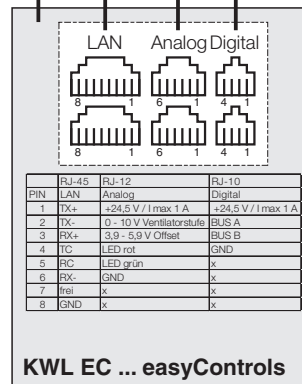 LAN Analog Digital
8 1 6 1 4 1
8 1 6 1 4 1
RJ-45 RJ-12 RJ-10
PIN LAN Analog Digital
1 TX+ +24,5 V / I max 1 A +24,5 V / I max 1 A
2 TX- 0 - 10 V Ventilatorstufe BUS A
3 RX+ 3,9 - 5,9 V Offset BUS B
4 TC LED rot GND
5 RC LED grün x
6 RX- GND x
7 frei x x
8 GND x x
KWL EC ... easyControls